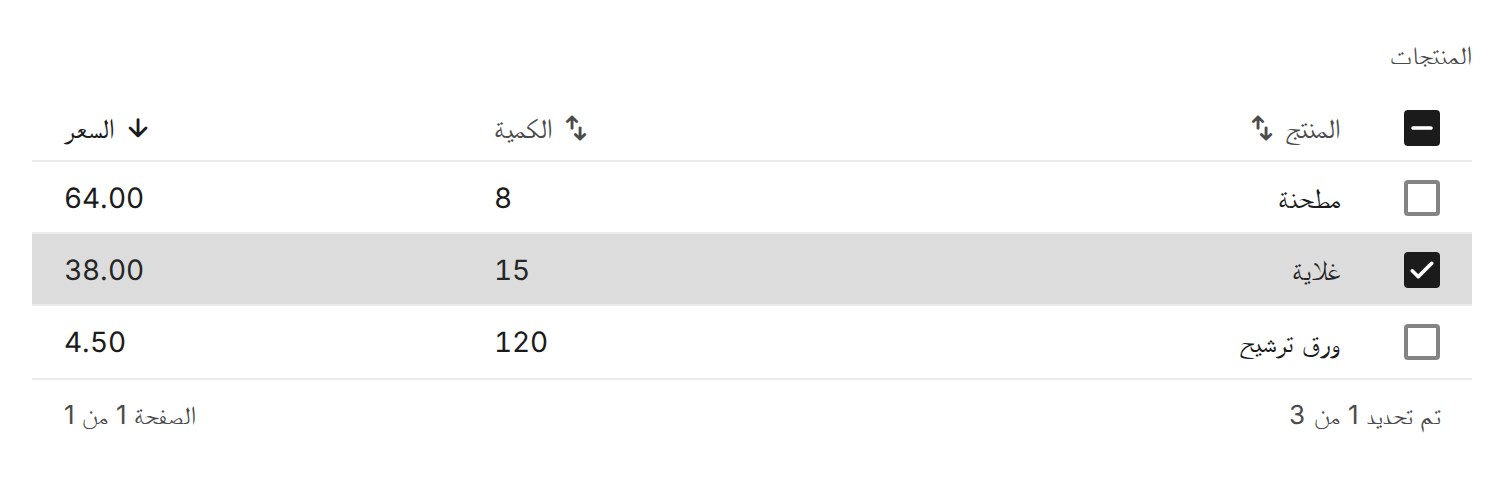 المنتجات
المنتج الكمية السعر
مطحنة 8 64.00
غلاية 15 38.00
ورق ترشيح 120 4.50
تم تحديد 1 من 3 الصفحة 1 من 1